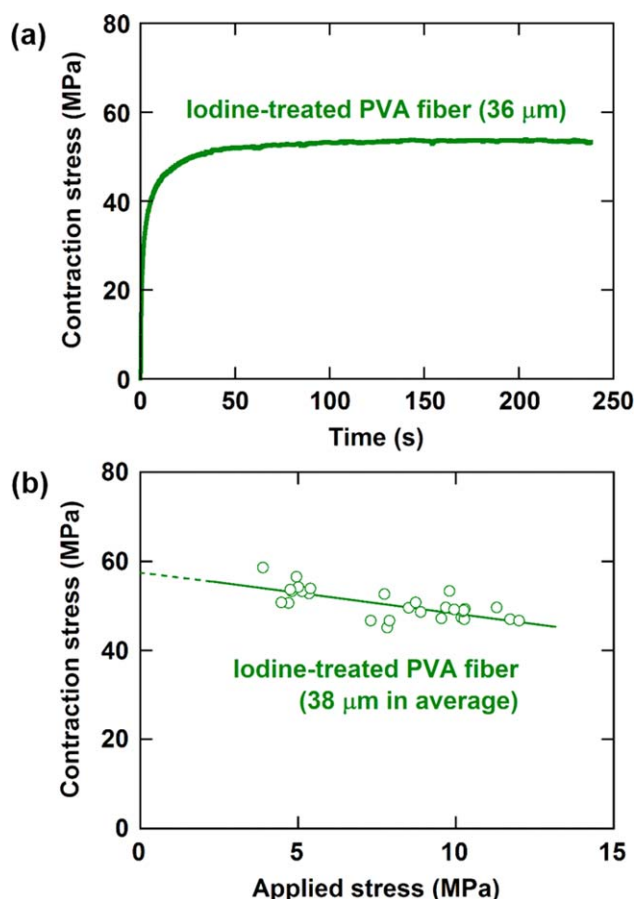 (a)
80
60
40
20
0
Contraction stress (MPa)
Iodine-treated PVA fiber (36 μm)
0 50 100 150 200 250
Time (s)
(b)
80
60
40
20
0
Contraction stress (MPa)
Iodine-treated PVA fiber
(38 μm in average)
0 5 10 15
Applied stress (MPa)